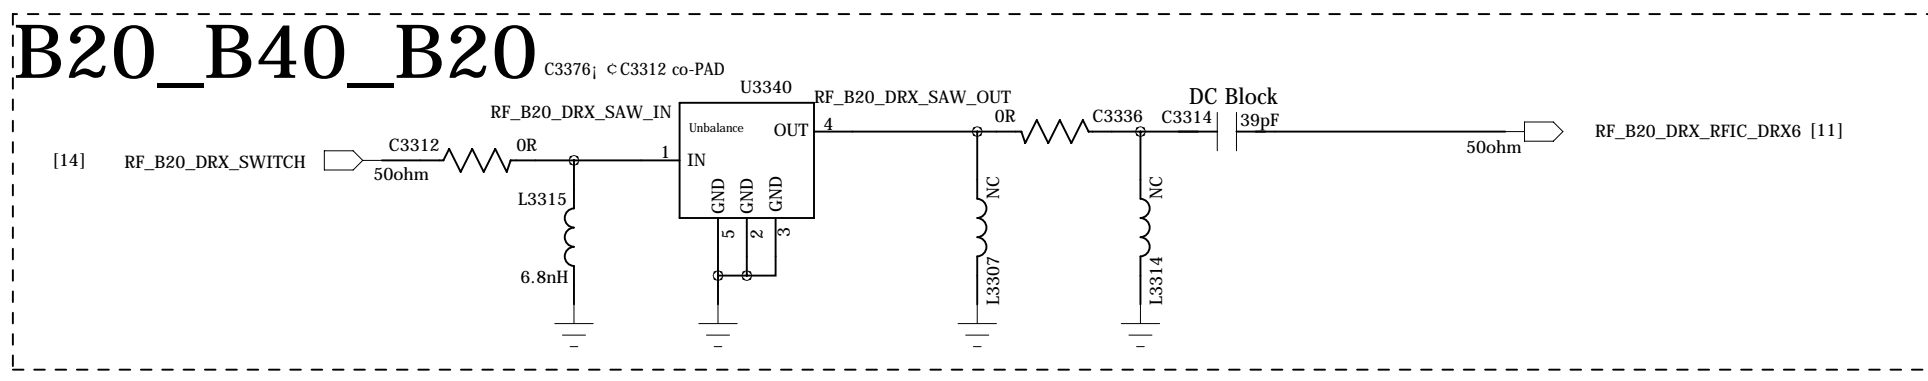 B20_B40_B20
C3376¡ ¢C3312 co-PAD
U3340
RF_B20_DRX_SAW_IN
RF_B20_DRX_SAW_OUT
DC Block
Unbalance
OUT
4
0R
C3336
C3314
39pF
RF_B20_DRX_RFIC_DRX6 [11]
50ohm
[14]
RF_B20_DRX_SWITCH
50ohm
C3312
0R
1
IN
GND
GND
GND
5
2
3
L3315
6.8nH
NC
L3307
NC
L3314